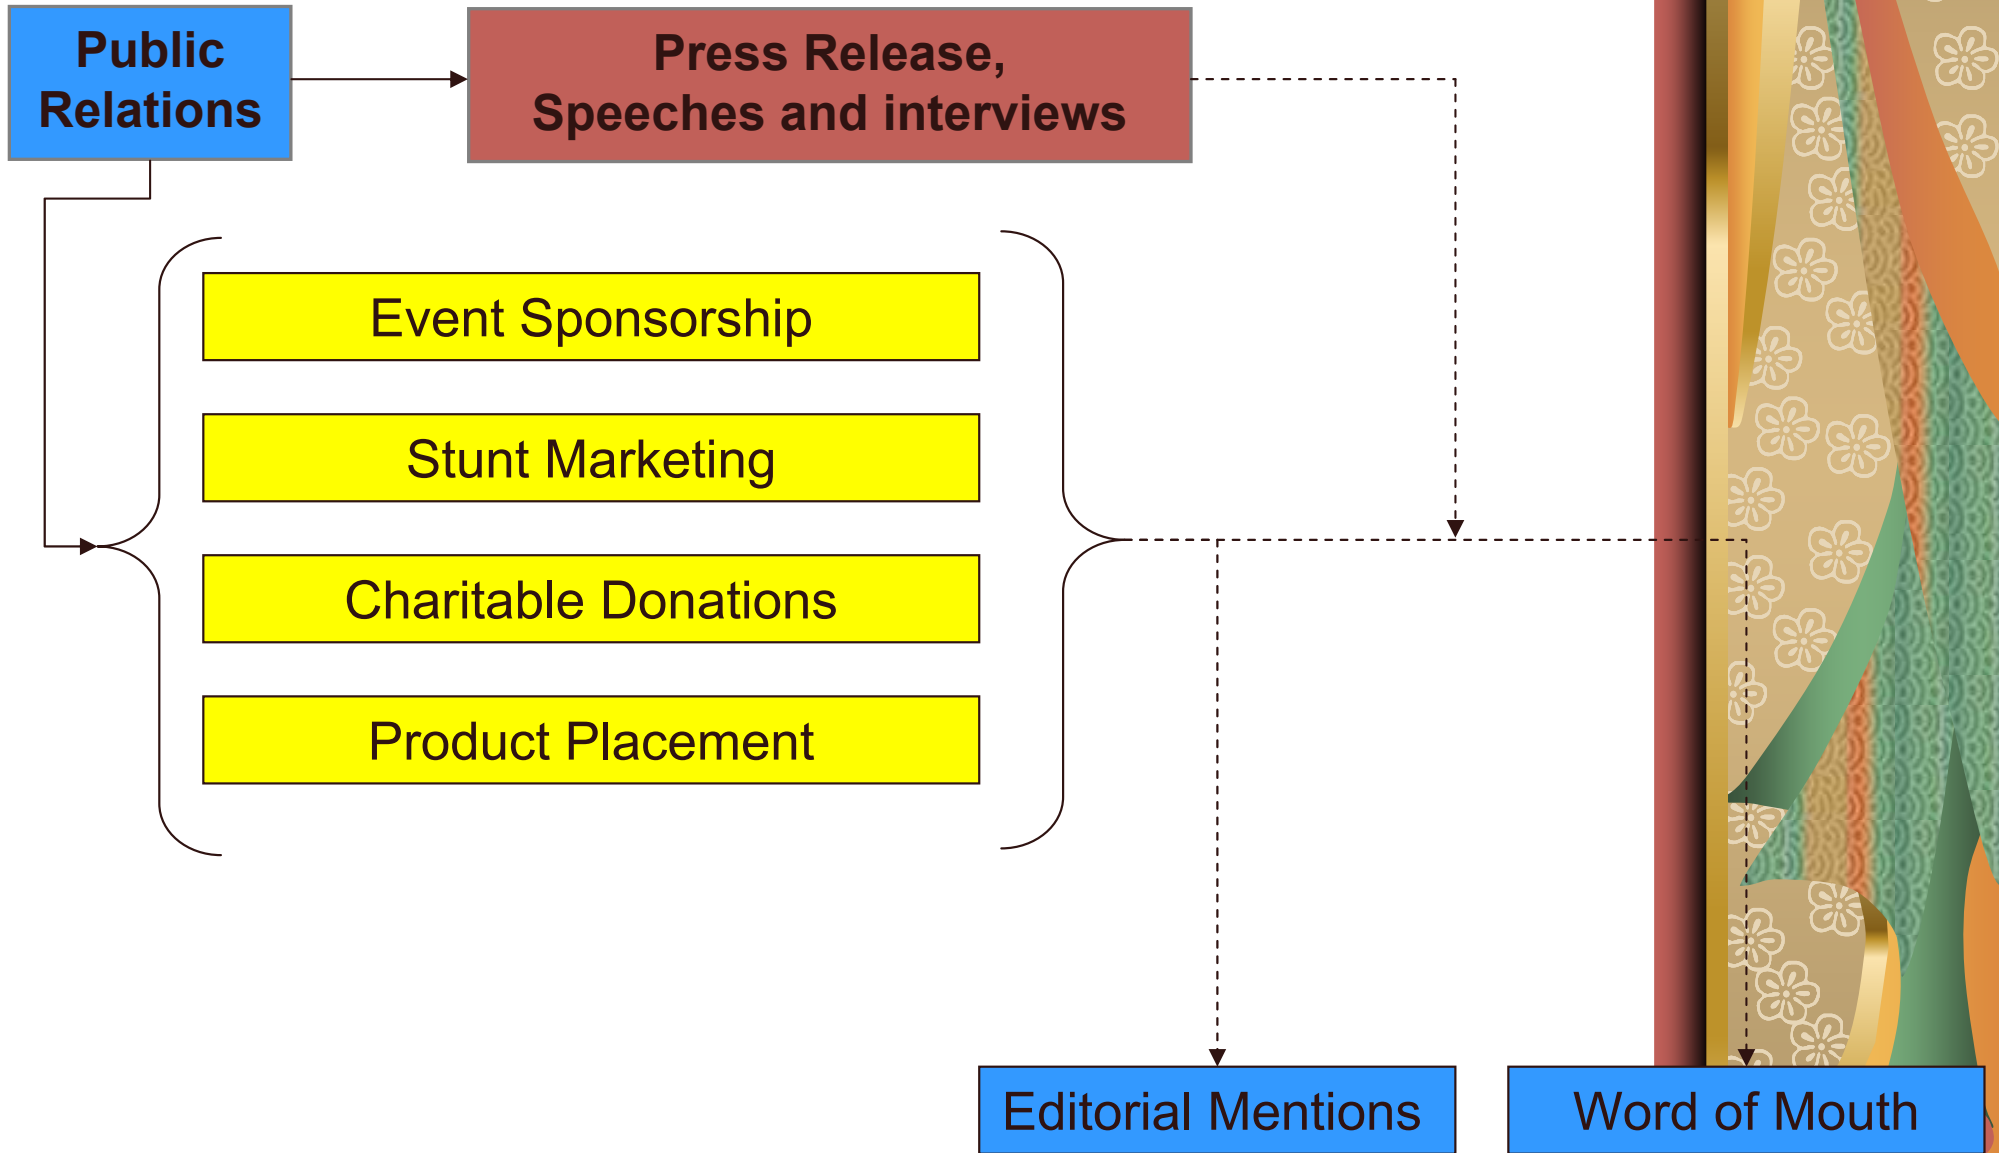 Public
Relations
Press Release,
Speeches and interviews
Event Sponsorship
Stunt Marketing
Charitable Donations
Product Placement
Editorial Mentions
Word of Mouth